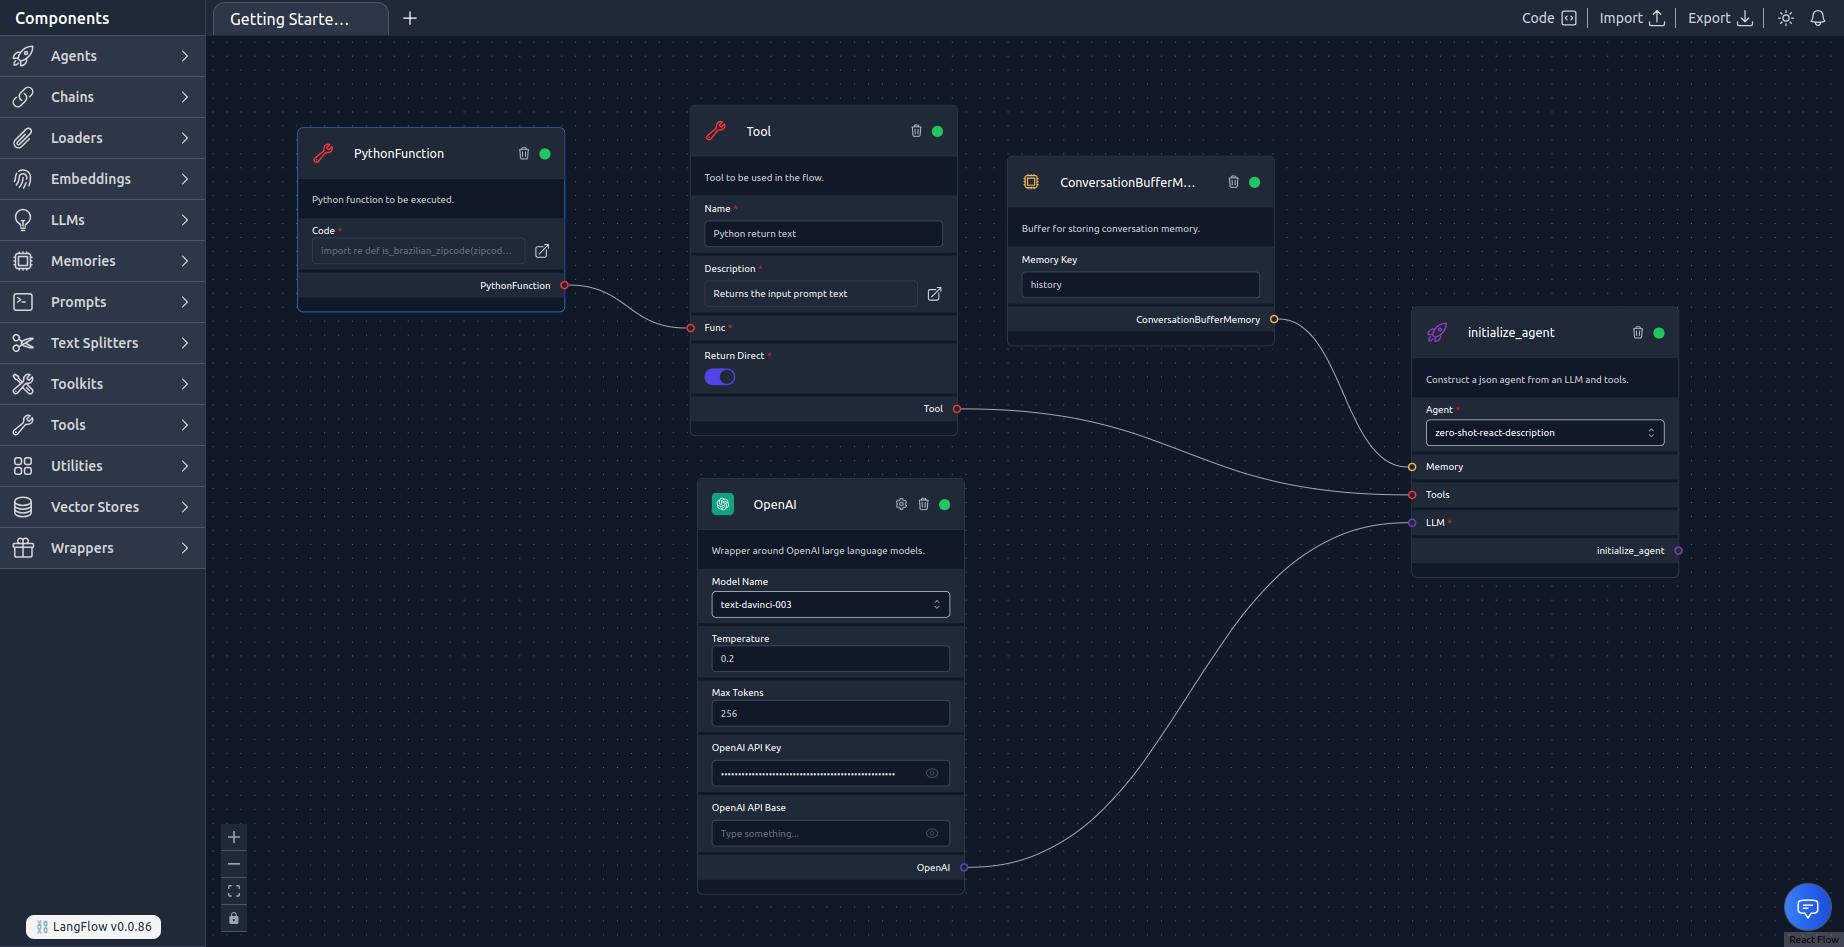 Components
Getting Starte...
Code
Import
Export
Agents
Chains
Loaders
Embeddings
LLMs
Memories
Prompts
Text Splitters
Toolkits
Tools
Utilities
Vector Stores
Wrappers
LangFlow v0.0.86
PythonFunction
Python function to be executed.
Code *
import re def is_brazilian_zipcode(zipcod...
PythonFunction
Tool
Tool to be used in the flow.
Name *
Python return text
Description *
Returns the input prompt text
Func *
Return Direct *
Tool
OpenAI
Wrapper around OpenAI large language models.
Model Name
text-davinci-003
Temperature
0.2
Max Tokens
256
OpenAI API Key
OpenAI API Base
Type something...
OpenAI
ConversationBufferM...
Buffer for storing conversation memory.
Memory Key
history
ConversationBufferMemory
initialize_agent
Construct a json agent from an LLM and tools.
Agent *
zero-shot-react-description
Memory
Tools
LLM *
initialize_agent
React Flow